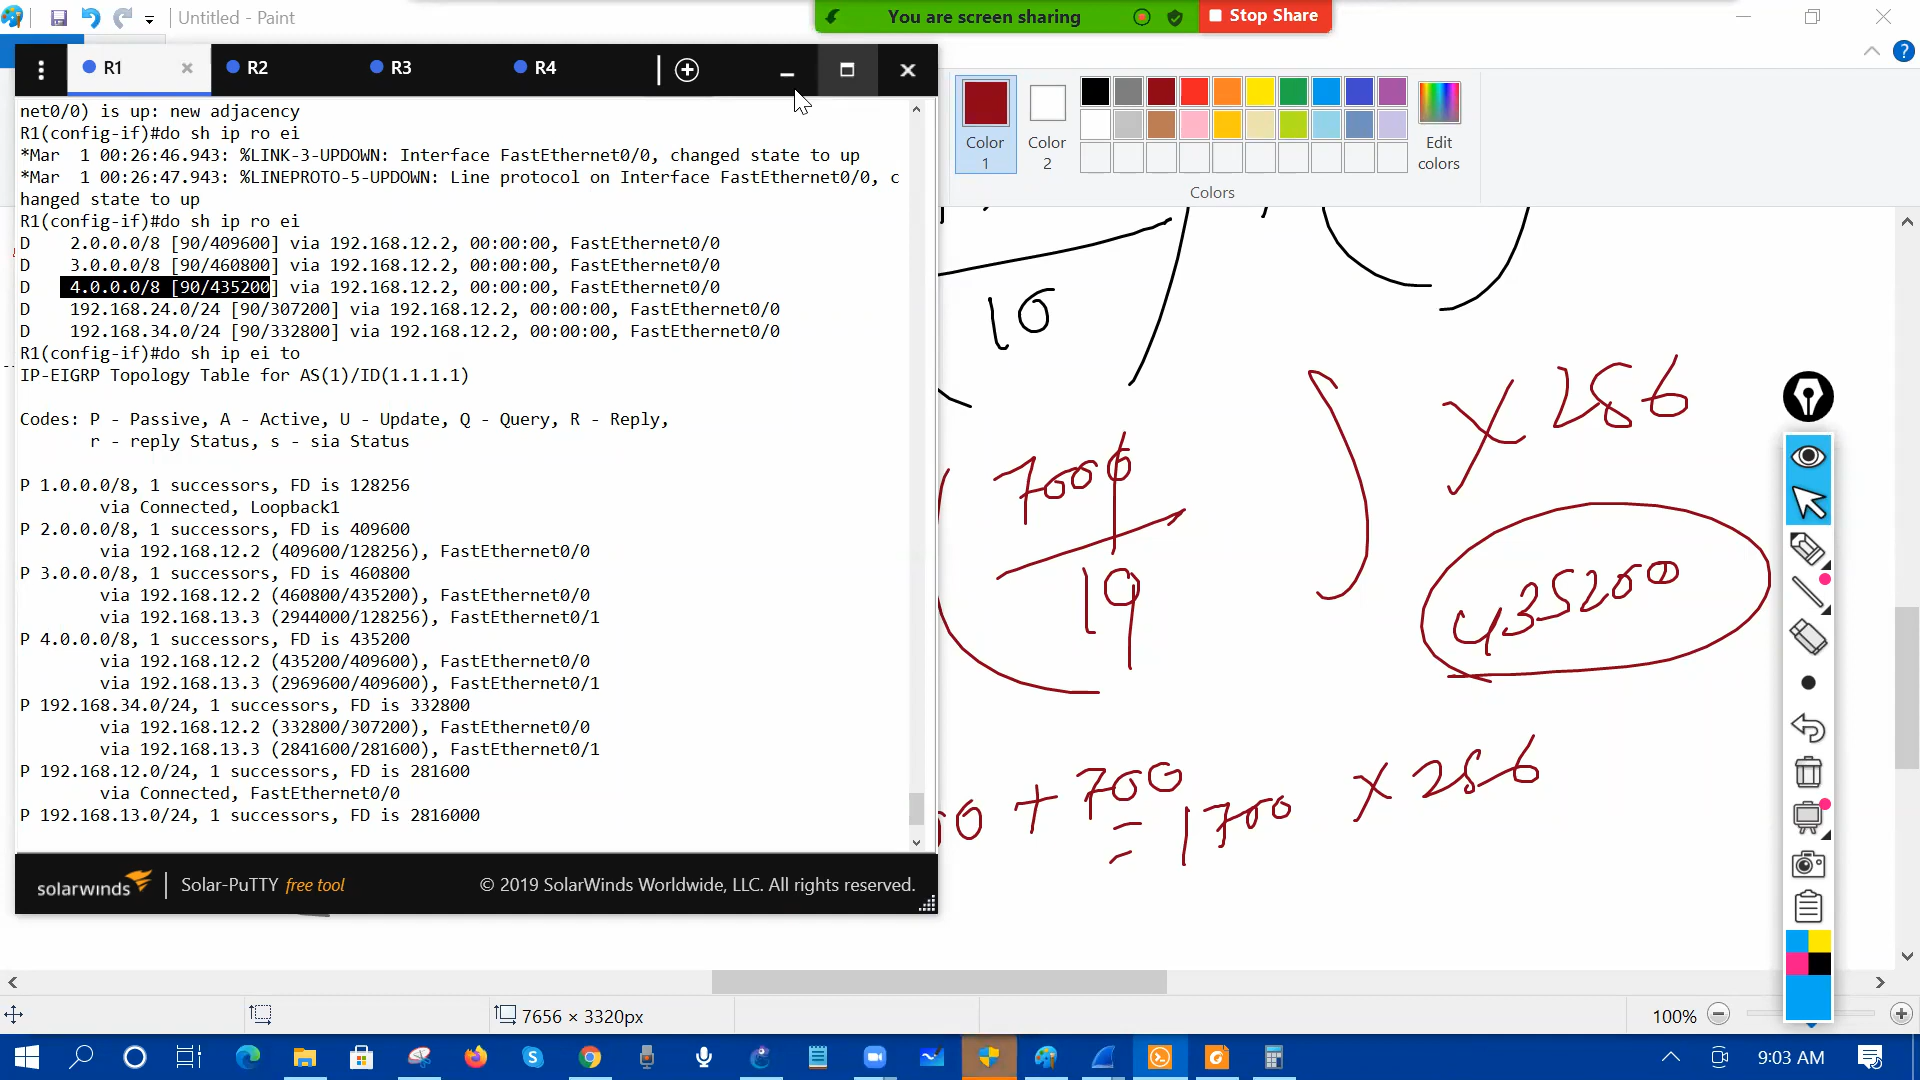 Untitled - Paint
You are screen sharing
Stop Share
R1
R2
R3
R4
net0/0) is up: new adjacency
R1(config-if)#do sh ip ro ei
*Mar  1 00:26:46.943: %LINK-3-UPDOWN: Interface FastEthernet0/0, changed state to up
*Mar  1 00:26:47.943: %LINEPROTO-5-UPDOWN: Line protocol on Interface FastEthernet0/0, c
hanged state to up
R1(config-if)#do sh ip ro ei
D    2.0.0.0/8 [90/409600] via 192.168.12.2, 00:00:00, FastEthernet0/0
D    3.0.0.0/8 [90/460800] via 192.168.12.2, 00:00:00, FastEthernet0/0
D    4.0.0.0/8 [90/435200] via 192.168.12.2, 00:00:00, FastEthernet0/0
D    192.168.24.0/24 [90/307200] via 192.168.12.2, 00:00:00, FastEthernet0/0
D    192.168.34.0/24 [90/332800] via 192.168.12.2, 00:00:00, FastEthernet0/0
R1(config-if)#do sh ip ei to
IP-EIGRP Topology Table for AS(1)/ID(1.1.1.1)
Codes: P - Passive, A - Active, U - Update, Q - Query, R - Reply,
r - reply Status, s - sia Status
P 1.0.0.0/8, 1 successors, FD is 128256
via Connected, Loopback1
P 2.0.0.0/8, 1 successors, FD is 409600
via 192.168.12.2 (409600/128256), FastEthernet0/0
P 3.0.0.0/8, 1 successors, FD is 460800
via 192.168.12.2 (460800/435200), FastEthernet0/0
via 192.168.13.3 (2944000/128256), FastEthernet0/1
P 4.0.0.0/8, 1 successors, FD is 435200
via 192.168.12.2 (435200/409600), FastEthernet0/0
via 192.168.13.3 (2969600/409600), FastEthernet0/1
P 192.168.34.0/24, 1 successors, FD is 332800
via 192.168.12.2 (332800/307200), FastEthernet0/0
via 192.168.13.3 (2841600/281600), FastEthernet0/1
P 192.168.12.0/24, 1 successors, FD is 281600
via Connected, FastEthernet0/0
P 192.168.13.0/24, 1 successors, FD is 2816000
solarwinds
Solar-PuTTY free tool
© 2019 SolarWinds Worldwide, LLC. All rights reserved.
Color 1
Color 2
Edit colors
Colors
10
7000
10
X 256
435200
+ 700
= 1700 X 256
7656 × 3320px
100%
9:03 AM